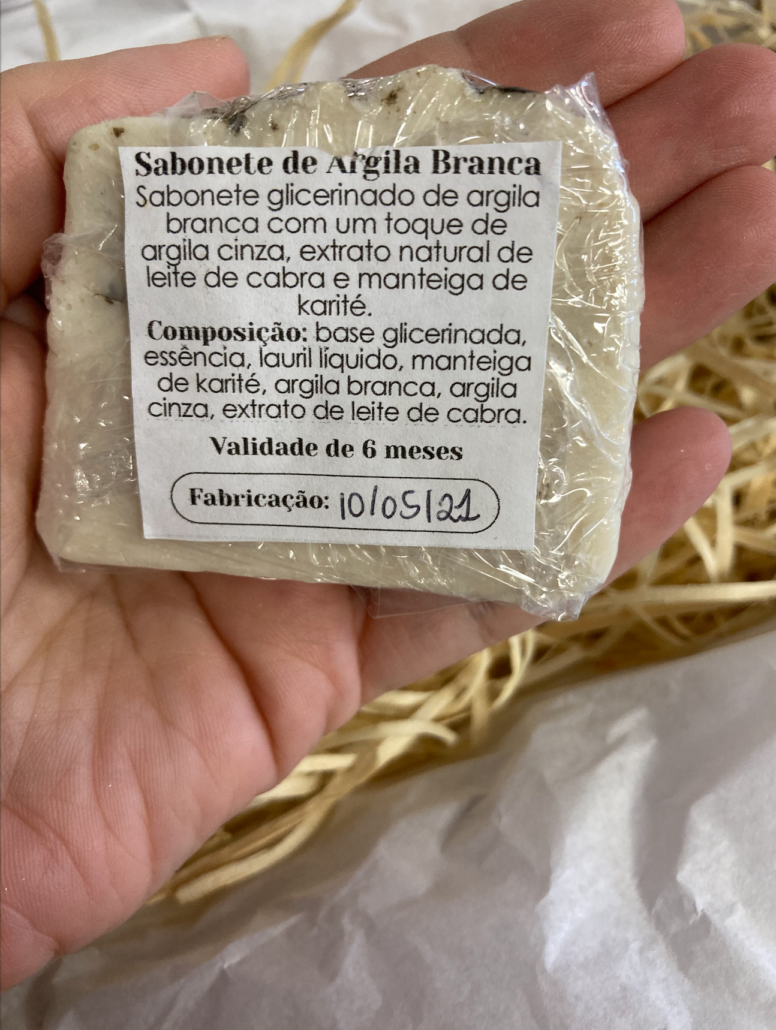 Sabonete de Argila Branca
Sabonete glicerinado de argila
branca com um toque de
argila cinza, extrato natural de
leite de cabra e manteiga de
karité.
Composição: base glicerinada,
essência, lauril líquido, manteiga
de karité, argila branca, argila
cinza, extrato de leite de cabra.
Validade de 6 meses
Fabricação: 10/05/21